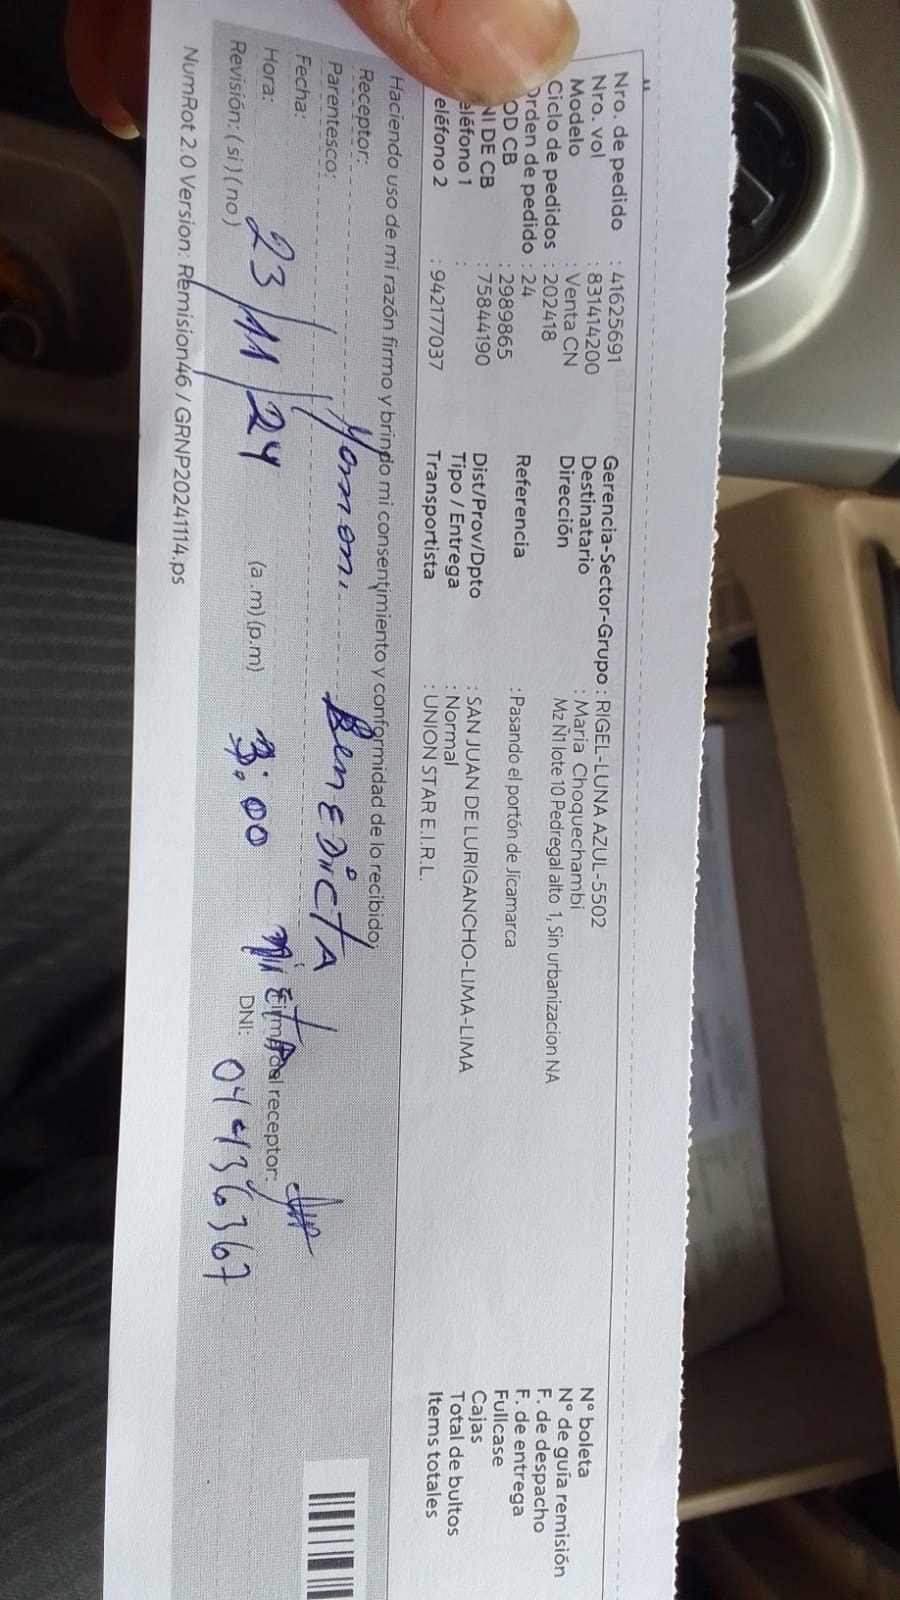 Nro. de pedido : 41625691
Nro. vol : 831414200
Modelo : Venta CN
Ciclo de pedidos : 202418
Orden de pedido : 24
OD CB : 2989865
NI DE CB : 75844190
eléfono 1 :
eléfono 2 : 942177037
Gerencia-Sector-Grupo : RIGEL-LUNA AZUL-5502
Destinatario : Maria Choquechambi
Dirección Mz Ñ1 lote 10 Pedregal alto 1, Sin urbanizacion NA
Referencia : Pasando el portón de Jicamarca
Dist/Prov/Dpto : SAN JUAN DE LURIGANCHO-LIMA-LIMA
Tipo / Entrega : Normal
Transportista : UNION STAR E.I.R.L.
N° boleta
N° de guía remisión
F. de despacho
F. de entrega
Fullcase
Cajas
Total de bultos
Items totales
Haciendo uso de mi razón firmo y brindo mi consentimiento y conformidad de lo recibido,
Receptor: BENEDICTA
Parentesco:
Fecha: 23/11/24
Hora: (a.m)(p.m) 3:00 Firma del receptor:
Revisión: (si) (no) DNI: 04436367
NumRot 2.0 Version: Remision46 / GRNP20241114.ps